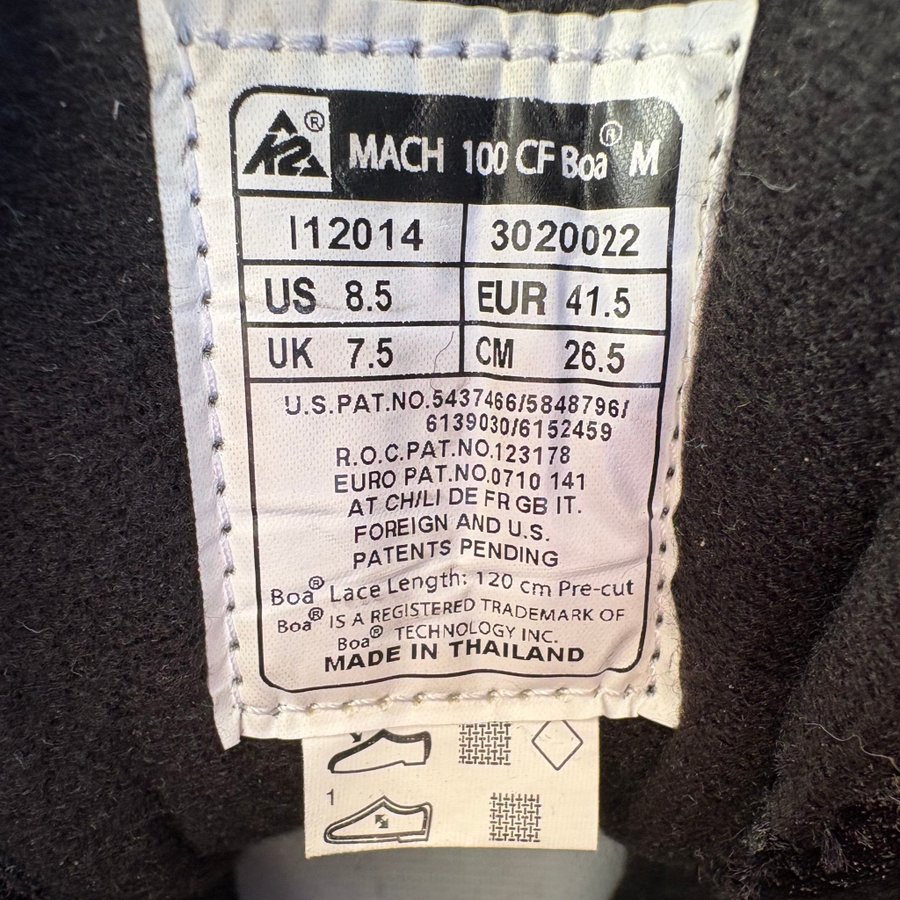 K2® MACH 100 CF Boa® M
I12014 3020022
US 8.5 EUR 41.5
UK 7.5 CM 26.5
U.S.PAT.NO.5437466/5848796/
6139030/6152459
R.O.C.PAT.NO.123178
EURO PAT.NO.0710 141
AT CH/LI DE FR GB IT.
FOREIGN AND U.S.
PATENTS PENDING
Boa® Lace Length: 120 cm Pre-cut
Boa® IS A REGISTERED TRADEMARK OF
Boa® TECHNOLOGY INC.
MADE IN THAILAND
1